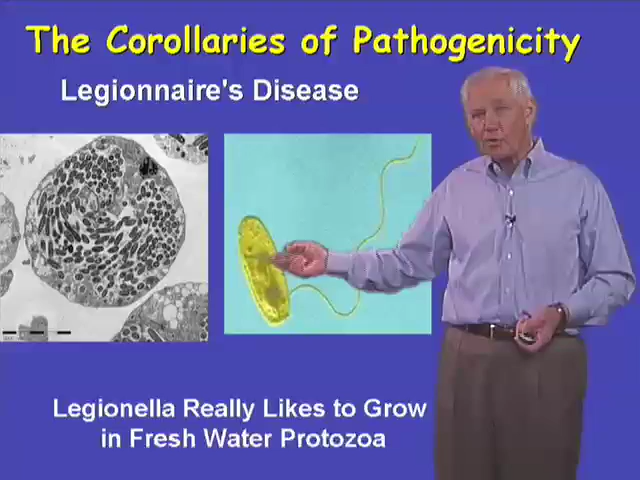 The Corollaries of Pathogenicity
Legionnaire's Disease
Legionella Really Likes to Grow
in Fresh Water Protozoa